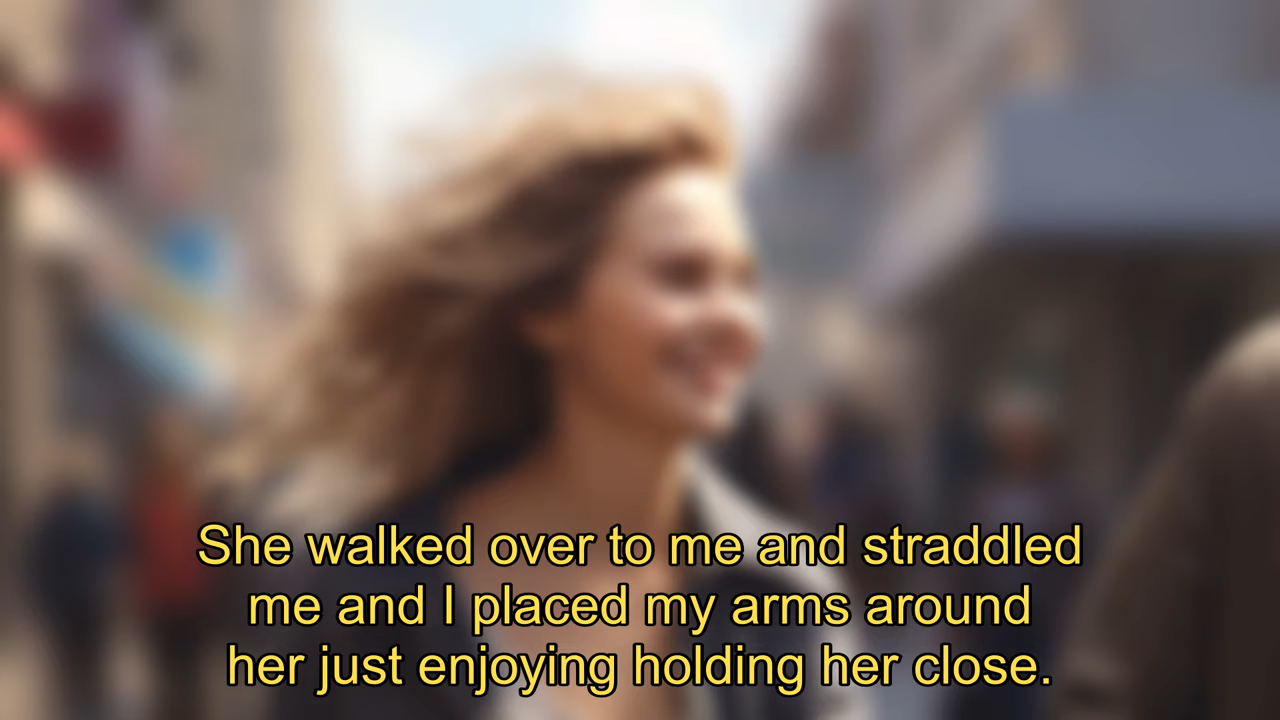 She walked over to me and straddled
me and I placed my arms around
her just enjoying holding her close.